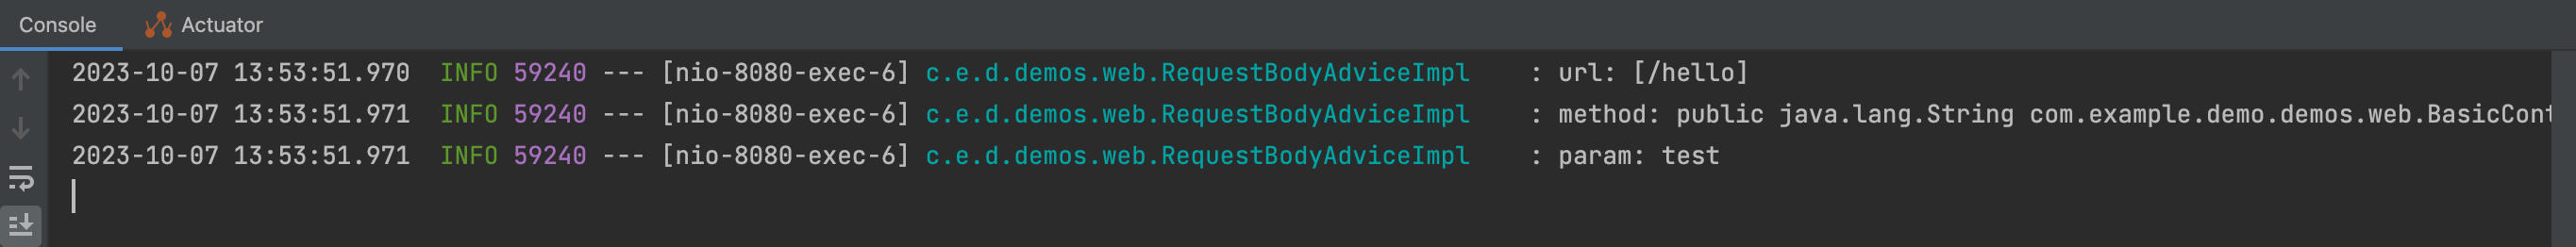 Console Actuator
2023-10-07 13:53:51.970  INFO 59240 --- [nio-8080-exec-6] c.e.d.demos.web.RequestBodyAdviceImpl    : url: [/hello]
2023-10-07 13:53:51.971  INFO 59240 --- [nio-8080-exec-6] c.e.d.demos.web.RequestBodyAdviceImpl    : method: public java.lang.String com.example.demo.demos.web.BasicCont
2023-10-07 13:53:51.971  INFO 59240 --- [nio-8080-exec-6] c.e.d.demos.web.RequestBodyAdviceImpl    : param: test